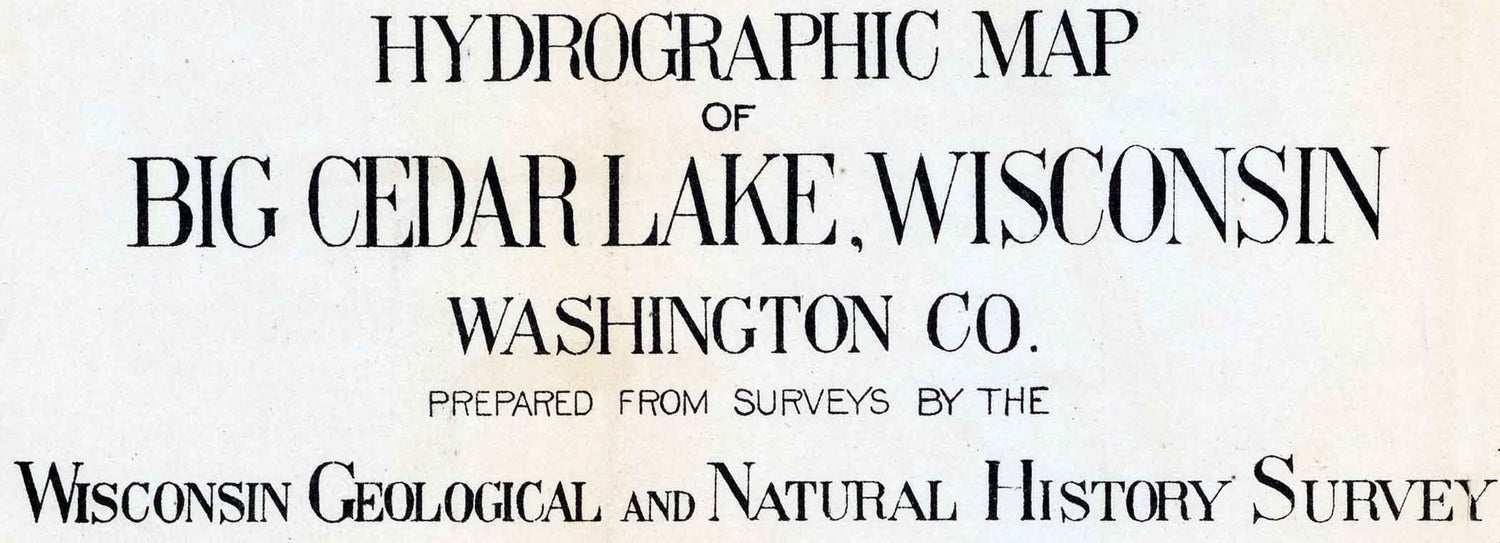 HYDROGRAPHIC MAP
OF
BIG CEDAR LAKE, WISCONSIN
WASHINGTON CO.
PREPARED FROM SURVEYS BY THE
WISCONSIN GEOLOGICAL AND NATURAL HISTORY SURVEY